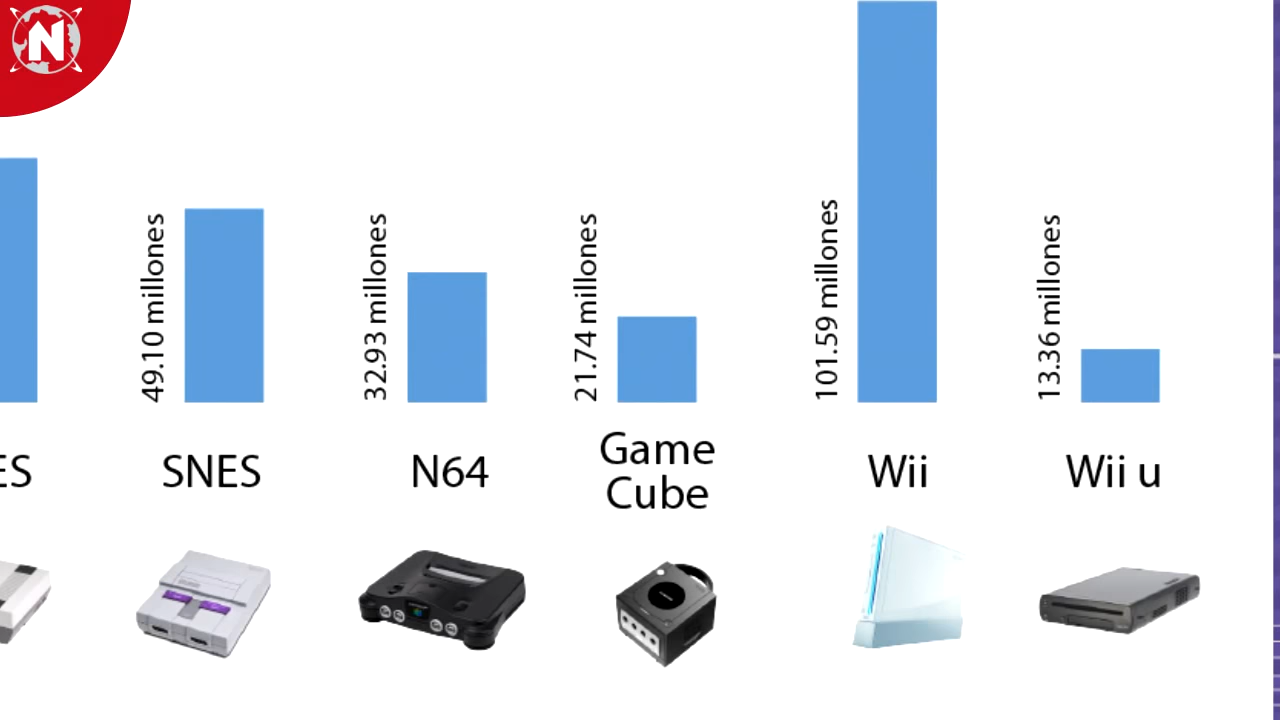 N
49.10 millones
32.93 millones
21.74 millones
101.59 millones
13.36 millones
ES
SNES
N64
Game
Cube
Wii
Wii u